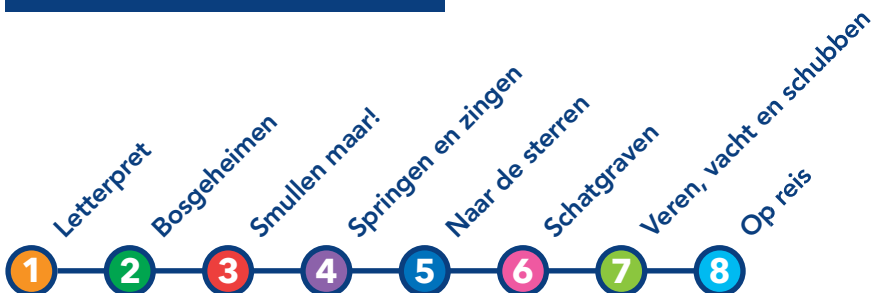 1 Letterpret
2 Bosgeheimen
3 Smullen maar!
4 Springen en zingen
5 Naar de sterren
6 Schatgraven
7 Veren, vacht en schubben
8 Op reis